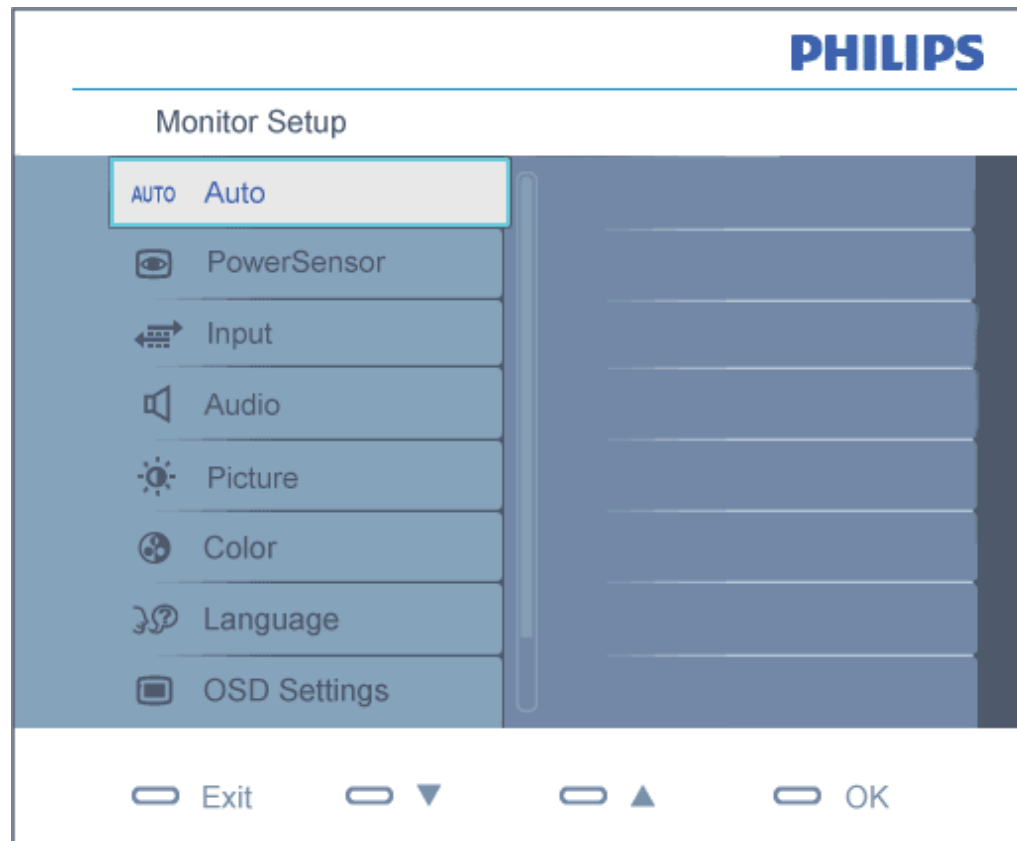 PHILIPS
Monitor Setup
AUTO Auto
PowerSensor
Input
Audio
Picture
Color
Language
OSD Settings
Exit ▼ ▲ OK